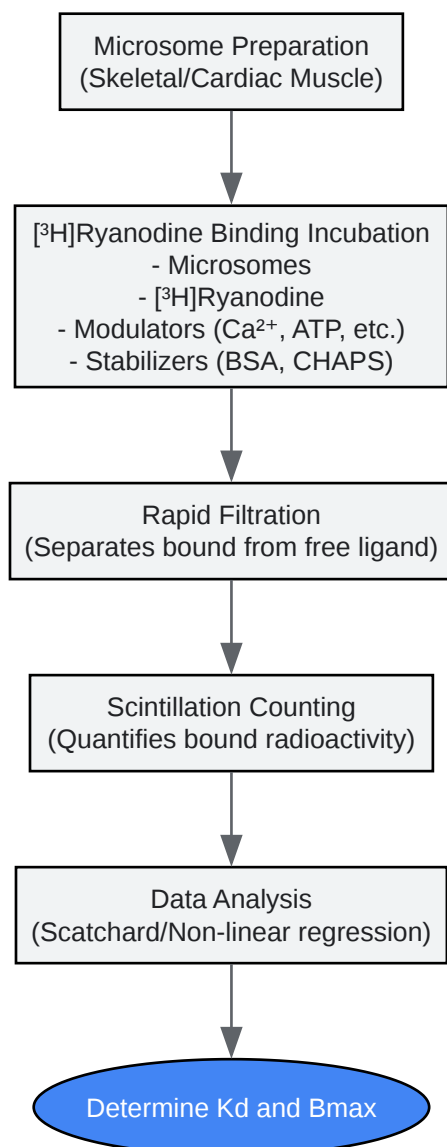 Microsome Preparation
(Skeletal/Cardiac Muscle)
[³H]Ryanodine Binding Incubation
- Microsomes
- [³H]Ryanodine
- Modulators (Ca²⁺, ATP, etc.)
- Stabilizers (BSA, CHAPS)
Rapid Filtration
(Separates bound from free ligand)
Scintillation Counting
(Quantifies bound radioactivity)
Data Analysis
(Scatchard/Non-linear regression)
Determine Kd and Bmax